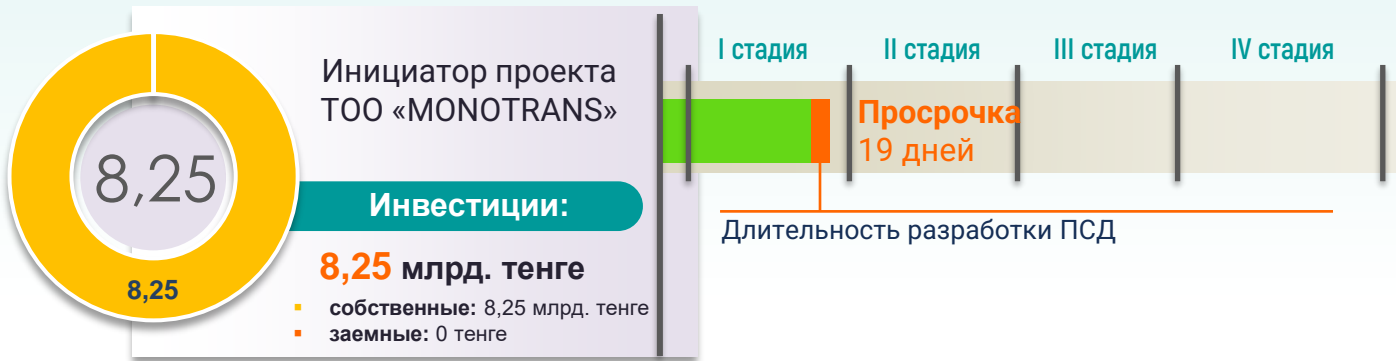 8,25
8,25
Инициатор проекта
ТОО «MONOTRANS»
Инвестиции:
8,25 млрд. тенге
собственные: 8,25 млрд. тенге
заемные: 0 тенге
I стадия
II стадия
III стадия
IV стадия
Просрочка
19 дней
Длительность разработки ПСД